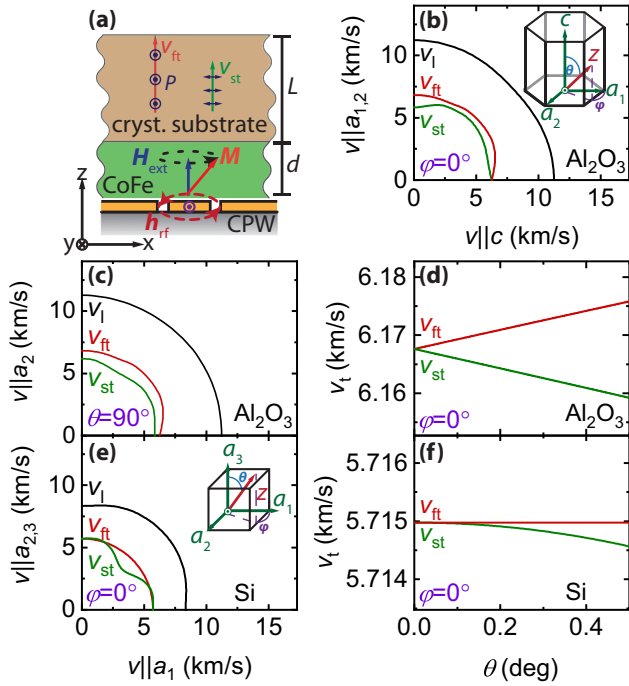 (a)
v_ft
P
v_st
cryst. substrate
L
H_ext
M
d
CoFe
z
h_rf
CPW
y
x
(b)
v||a_1,2 (km/s)
10
5
0
v_l
v_ft
v_st
c
z
θ
a_1
a_2
φ
φ=0°
Al₂O₃
0 5 10 15
v||c (km/s)
(c)
v||a_2 (km/s)
10
5
0
v_l
v_ft
v_st
θ=90°
Al₂O₃
(d)
v_t (km/s)
6.18
6.17
6.16
v_ft
v_st
φ=0°
Al₂O₃
(e)
v||a_2,3 (km/s)
10
5
0
v_l
v_ft
v_st
a_3
θ
z
a_1
a_2
φ
φ=0°
Si
0 5 10 15
v||a_1 (km/s)
(f)
v_t (km/s)
5.716
5.715
5.714
v_ft
v_st
φ=0°
Si
0.0 0.2 0.4
θ (deg)